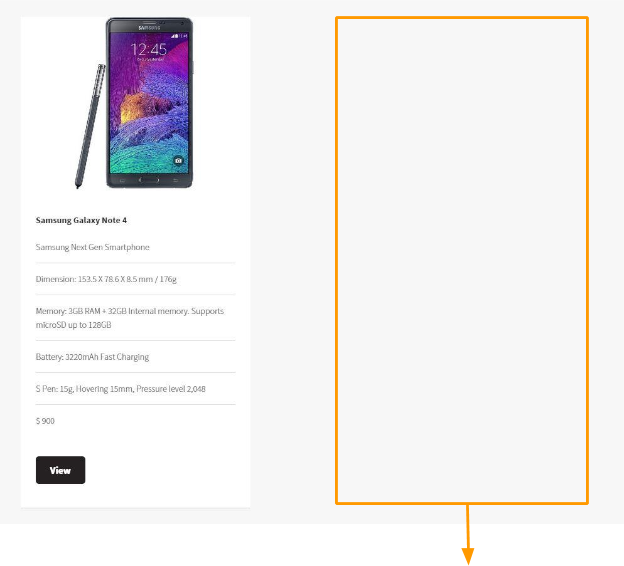 SAMSUNG
12:45
Samsung Galaxy Note 4
Samsung Next Gen Smartphone
Dimension: 153.5 X 78.6 X 8.5 mm / 176g
Memory: 3GB RAM + 32GB Internal memory. Supports
microSD up to 128GB
Battery: 3220mAh Fast Charging
S Pen: 15g, Hovering 15mm, Pressure level 2,048
$ 900
View